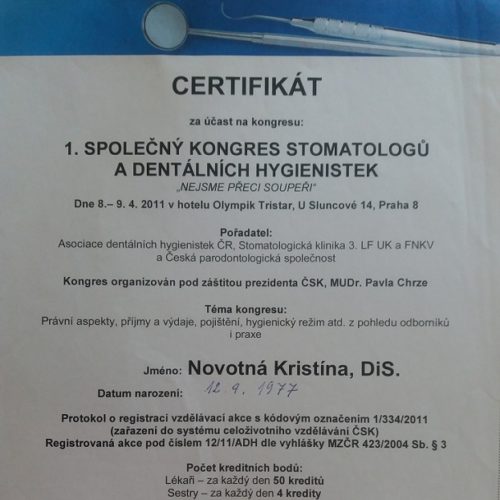 CERTIFIKÁT
za účast na kongresu:
1. SPOLEČNÝ KONGRES STOMATOLOGŮ
A DENTÁLNÍCH HYGIENISTEK
„NEJSME PŘECI SOUPEŘI“
Dne 8.– 9. 4. 2011 v hotelu Olympik Tristar, U Sluncové 14, Praha 8
Pořadatel:
Asociace dentálních hygienistek ČR, Stomatologická klinika 3. LF UK a FNKV
a Česká parodontologická společnost
Kongres organizován pod záštitou prezidenta ČSK, MUDr. Pavla Chrze
Téma kongresu:
Právní aspekty, příjmy a výdaje, pojištění, hygienický režim atd. z pohledu odborníků
i praxe
Jméno: Novotná Kristína, DiS.
Datum narození: 12. 9. 1977
Protokol o registraci vzdělávací akce s kódovým označením 1/334/2011
(zařazení do systému celoživotního vzdělávání ČSK)
Registrovaná akce pod číslem 12/11/ADH dle vyhlášky MZČR 423/2004 Sb. § 3
Počet kreditních bodů:
Lékaři – za každý den 50 kreditů
Sestry – za každý den 4 kredity